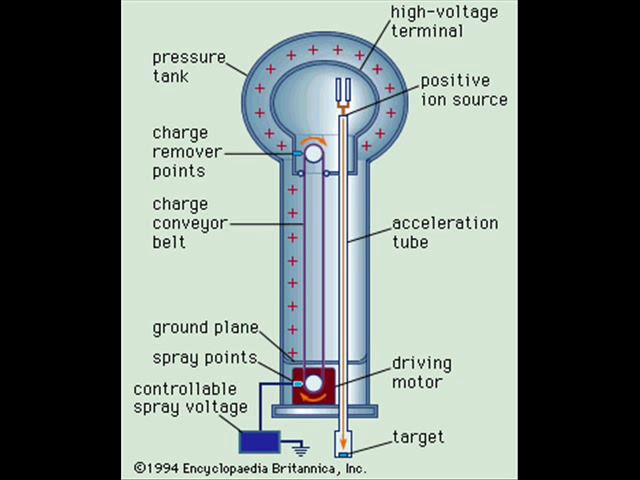 high-voltage
terminal
pressure
tank
positive
ion source
charge
remover
points
charge
conveyor
belt
acceleration
tube
ground plane
spray points
driving
motor
controllable
spray voltage
target
©1994 Encyclopaedia Britannica, Inc.